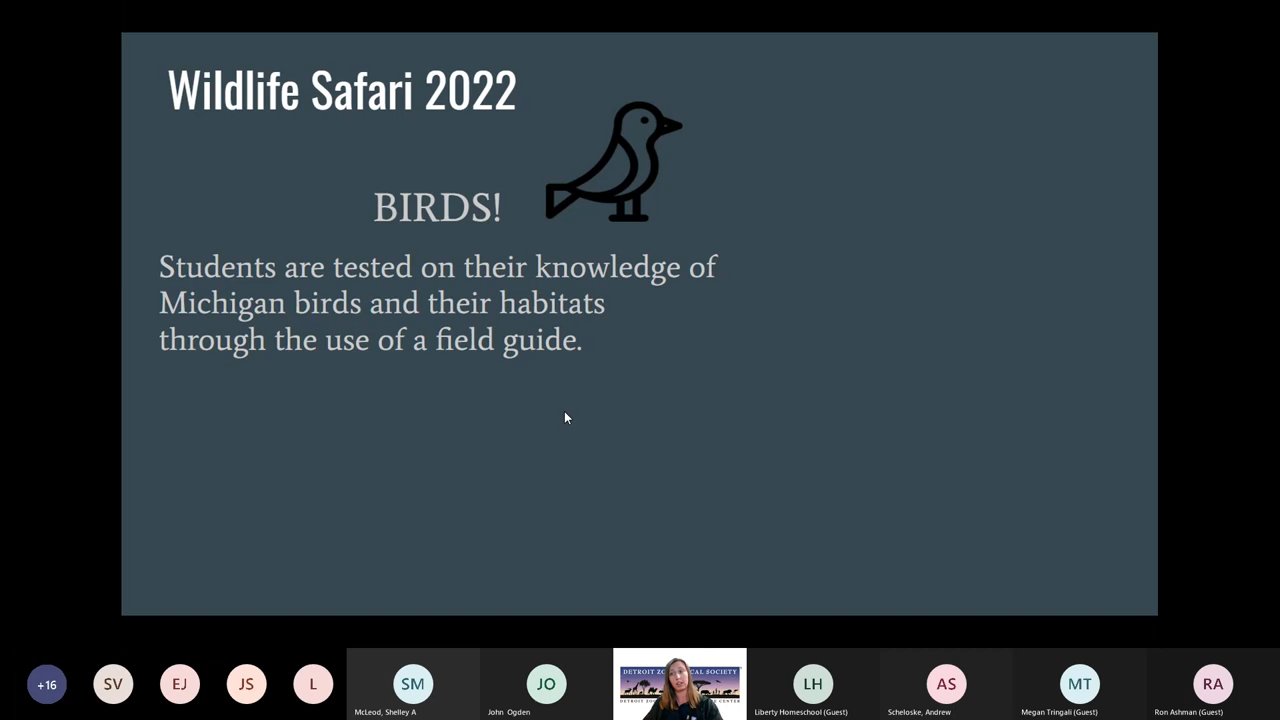 Wildlife Safari 2022
BIRDS!
Students are tested on their knowledge of
Michigan birds and their habitats
through the use of a field guide.
+16
SV
EJ
JS
L
SM
McLeod, Shelley A
JO
John Ogden
DETROIT
SOCIETY
LH
Liberty Homeschool (Guest)
AS
Scheloske, Andrew
MT
Megan Tringali (Guest)
RA
Ron Ashman (Guest)